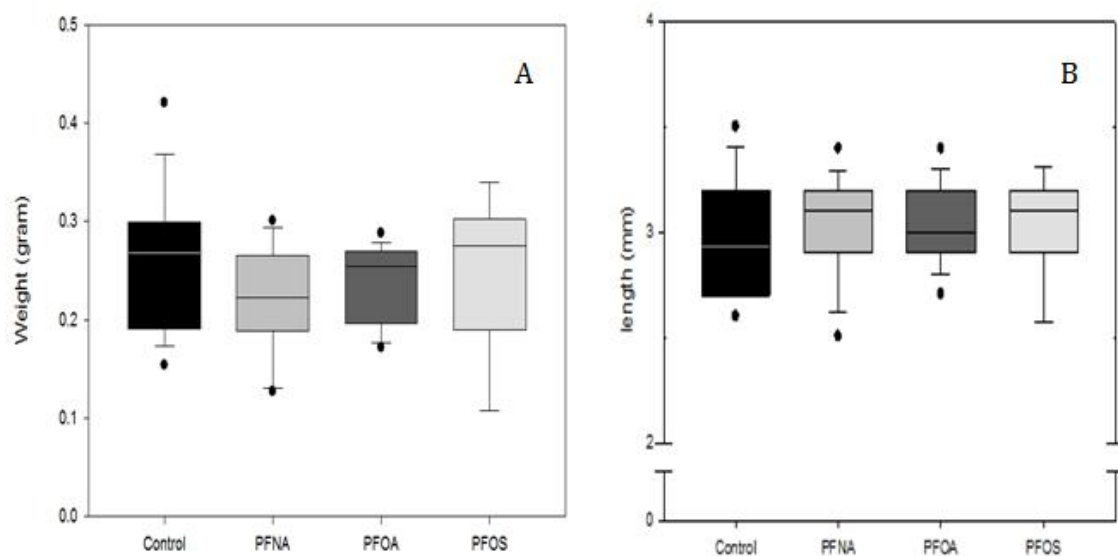 A
Weight (gram)
0.5
0.4
0.3
0.2
0.1
0.0
Control PFNA PFOA PFOS
B
length (mm)
4
3
2
0
Control PFNA PFOA PFOS